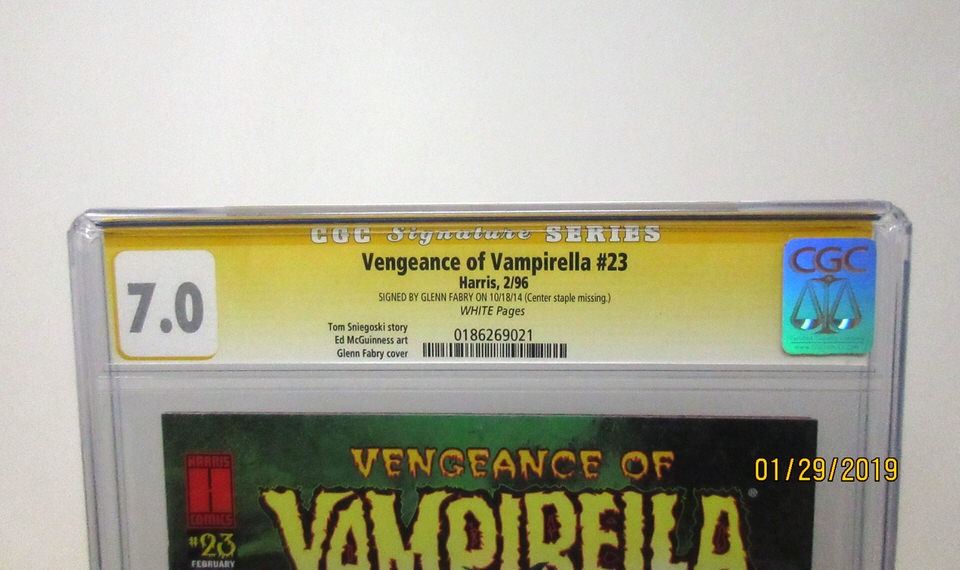 CGC Signature SERIES
Vengeance of Vampirella #23
Harris, 2/96
SIGNED BY GLENN FABRY ON 10/18/14 (Center staple missing.)
WHITE Pages
7.0
Tom Sniegoski story
Ed McGuinness art
Glenn Fabry cover
0186269021
CGC
HARRIS
COMICS
#23
FEBRUARY
VENGEANCE OF
VAMPIRELLA®
01/29/2019